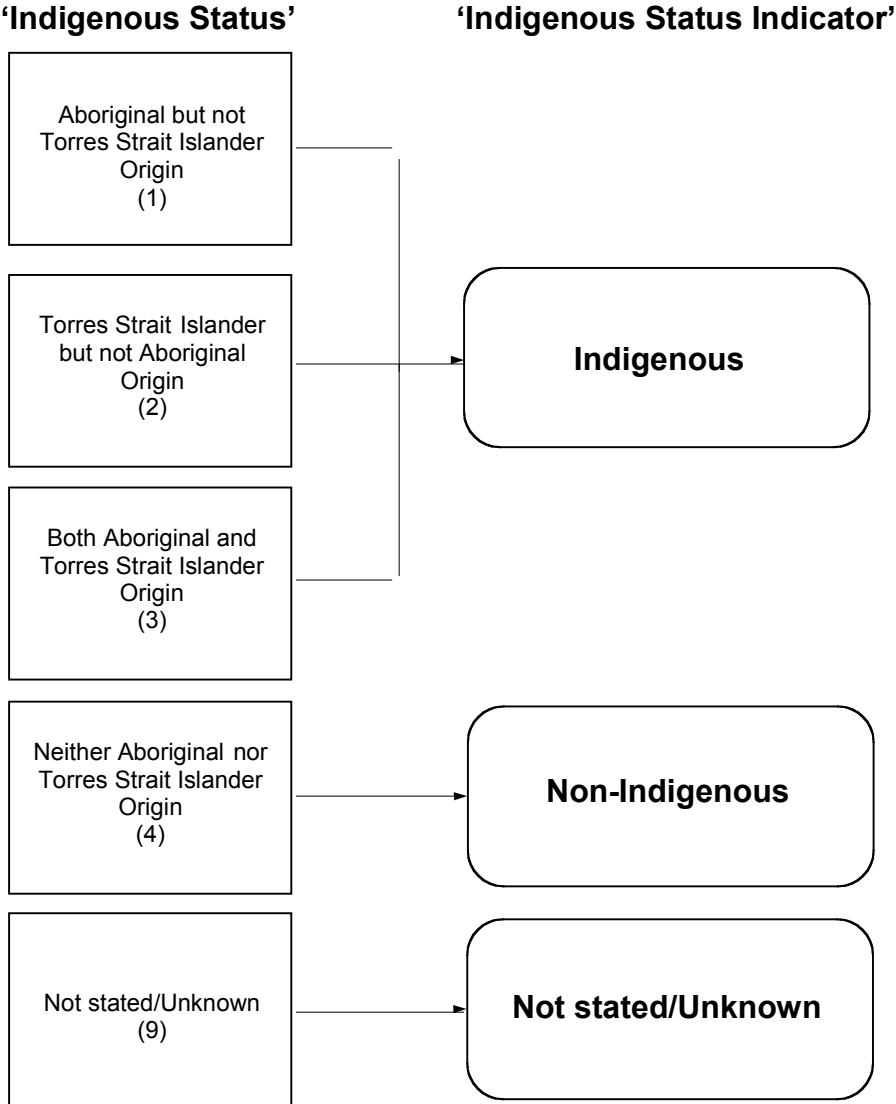 ‘Indigenous Status’
‘Indigenous Status Indicator’
Aboriginal but not
Torres Strait Islander
Origin
(1)
Torres Strait Islander
but not Aboriginal
Origin
(2)
Indigenous
Both Aboriginal and
Torres Strait Islander
Origin
(3)
Neither Aboriginal nor
Torres Strait Islander
Origin
(4)
Non-Indigenous
Not stated/Unknown
(9)
Not stated/Unknown